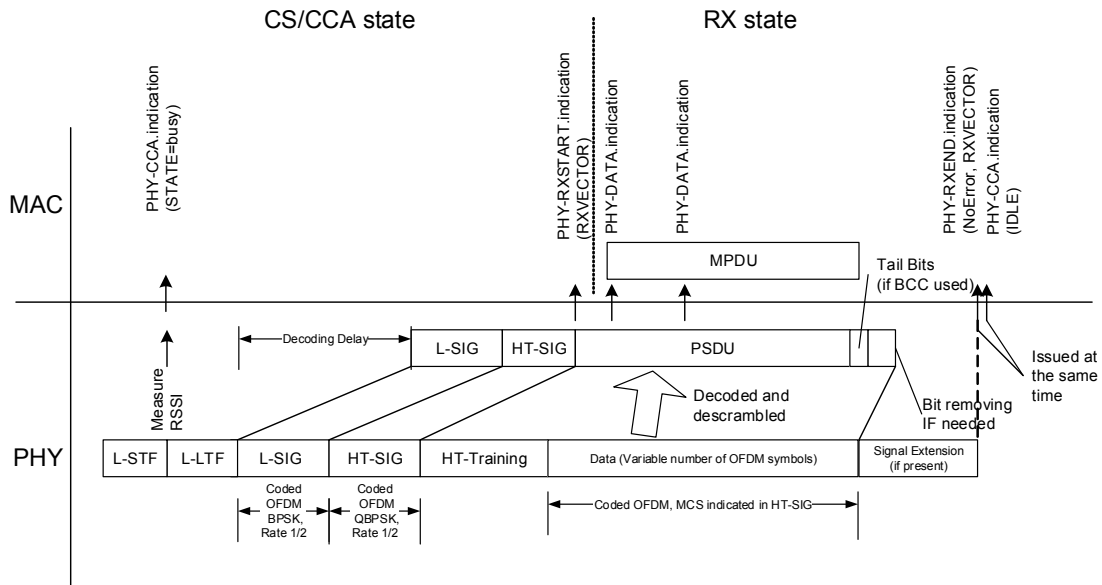 CS/CCA state
RX state
PHY-CCA.indication
(STATE=busy)
PHY-RXSTART.indication
(RXVECTOR)
PHY-DATA.indication
PHY-DATA.indication
PHY-RXEND.indication
(NoError, RXVECTOR)
PHY-CCA.indication
(IDLE)
MAC
MPDU
Tail Bits
(if BCC used)
Decoding Delay
L-SIG
HT-SIG
PSDU
Measure
RSSI
Decoded and
descrambled
Issued at
the same
time
Bit removing
IF needed
PHY
L-STF
L-LTF
L-SIG
HT-SIG
HT-Training
Data (Variable number of OFDM symbols)
Signal Extension
(if present)
Coded
OFDM
BPSK,
Rate 1/2
Coded
OFDM
QBPSK,
Rate 1/2
Coded OFDM, MCS indicated in HT-SIG